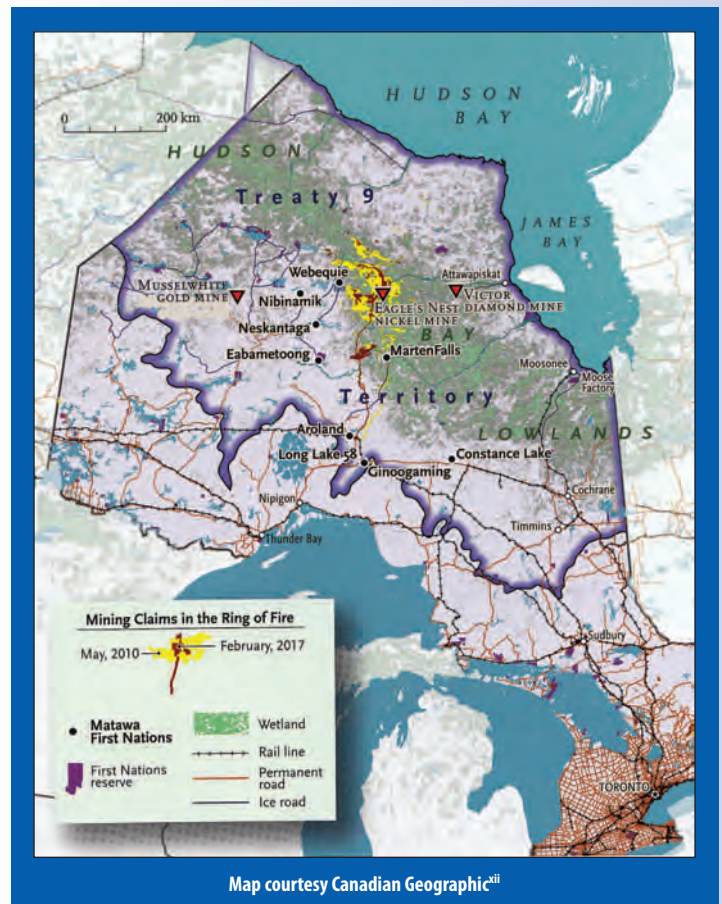 HUDSON
BAY
0 200 km
HUDSON
Treaty 9
JAMES
BAY
Webequie
Attawapiskat
MUSSELWHITE
GOLD MINE
Nibinamik
EAGLE'S NEST
NICKEL MINE
VICTOR
DIAMOND MINE
Neskantaga
BAY
Eabametoong
MartenFalls
Moosonee
Moose
Factory
Territory
Aroland
LOWLANDS
Long Lake 58
Constance Lake
Ginoogaming
Nipigon
Cochrane
Timmins
Thunder Bay
Mining Claims in the Ring of Fire
May, 2010
February, 2017
Sudbury
Matawa
First Nations
Wetland
Rail line
First Nations
reserve
Permanent
road
Ice road
TORONTO
Map courtesy Canadian Geographicxii